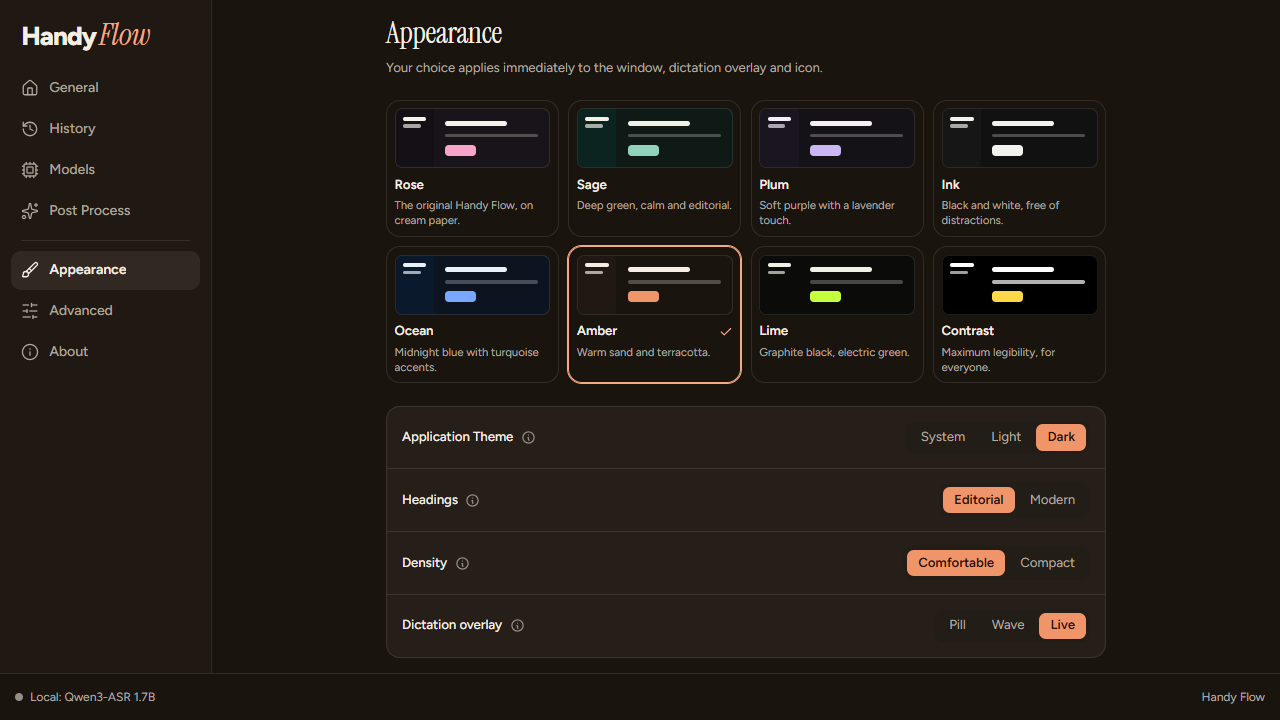 Handy Flow
General
History
Models
Post Process
Appearance
Advanced
About
Appearance
Your choice applies immediately to the window, dictation overlay and icon.
Rose
The original Handy Flow, on
cream paper.
Sage
Deep green, calm and editorial.
Plum
Soft purple with a lavender
touch.
Ink
Black and white, free of
distractions.
Ocean
Midnight blue with turquoise
accents.
Amber
Warm sand and terracotta.
Lime
Graphite black, electric green.
Contrast
Maximum legibility, for
everyone.
Application Theme
System Light Dark
Headings
Editorial Modern
Density
Comfortable Compact
Dictation overlay
Pill Wave Live
Local: Qwen3-ASR 1.7B
Handy Flow